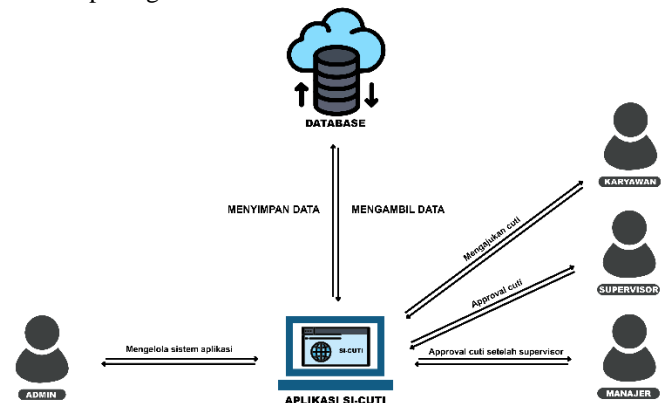 DATABASE
KARYAWAN
MENYIMPAN DATA
MENGAMBIL DATA
Mengajukan cuti
SUPERVISOR
Approval cuti
Mengelola sistem aplikasi
SI-CUTI
Approval cuti setelah supervisor
ADMIN
APLIKASI SI-CUTI
MANAJER